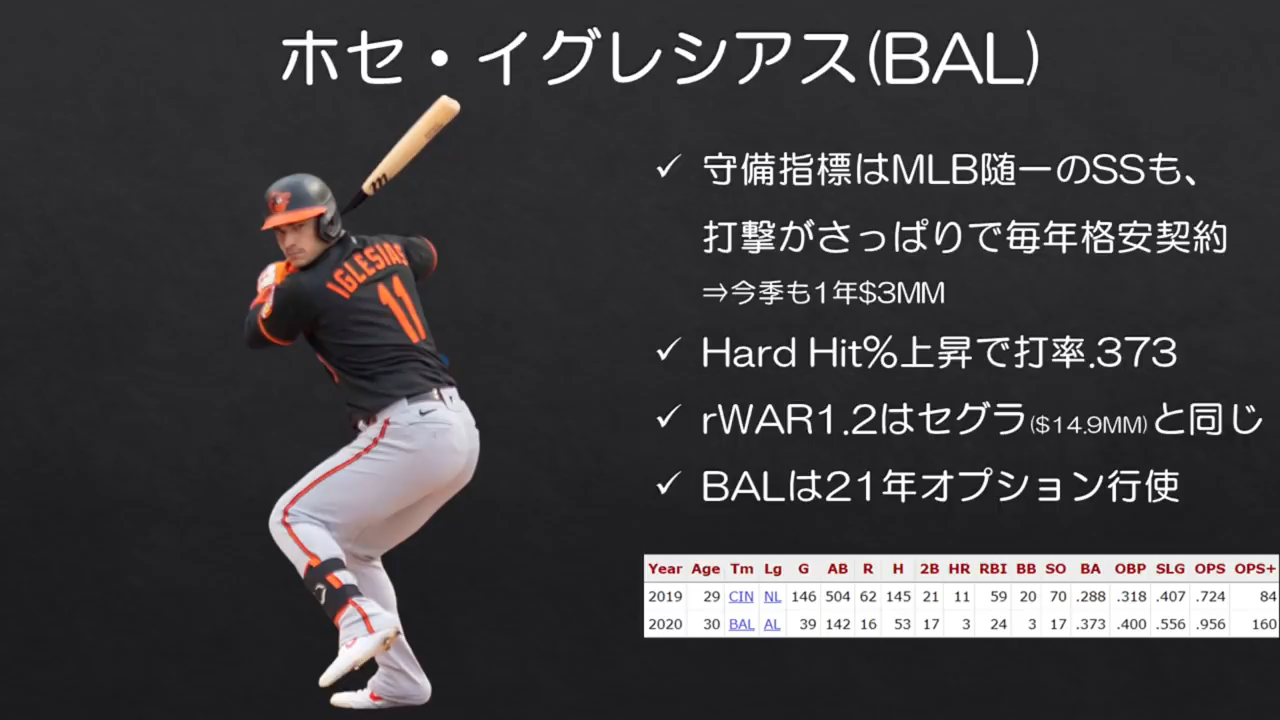 ホセ・イグレシアス(BAL)
IGLESIAS
11
✓ 守備指標はMLB随一のSSも、
打撃がさっぱりで毎年格安契約
⇒今季も1年$3MM
✓ Hard Hit%上昇で打率.373
✓ rWAR1.2はセグラ($14.9MM)と同じ
✓ BALは21年オプション行使
Year Age Tm Lg G AB R H 2B HR RBI BB SO BA OBP SLG OPS OPS+
2019 29 CIN NL 146 504 62 145 21 11 59 20 70 .288 .318 .407 .724 84
2020 30 BAL AL 39 142 16 53 17 3 24 3 17 .373 .400 .556 .956 160